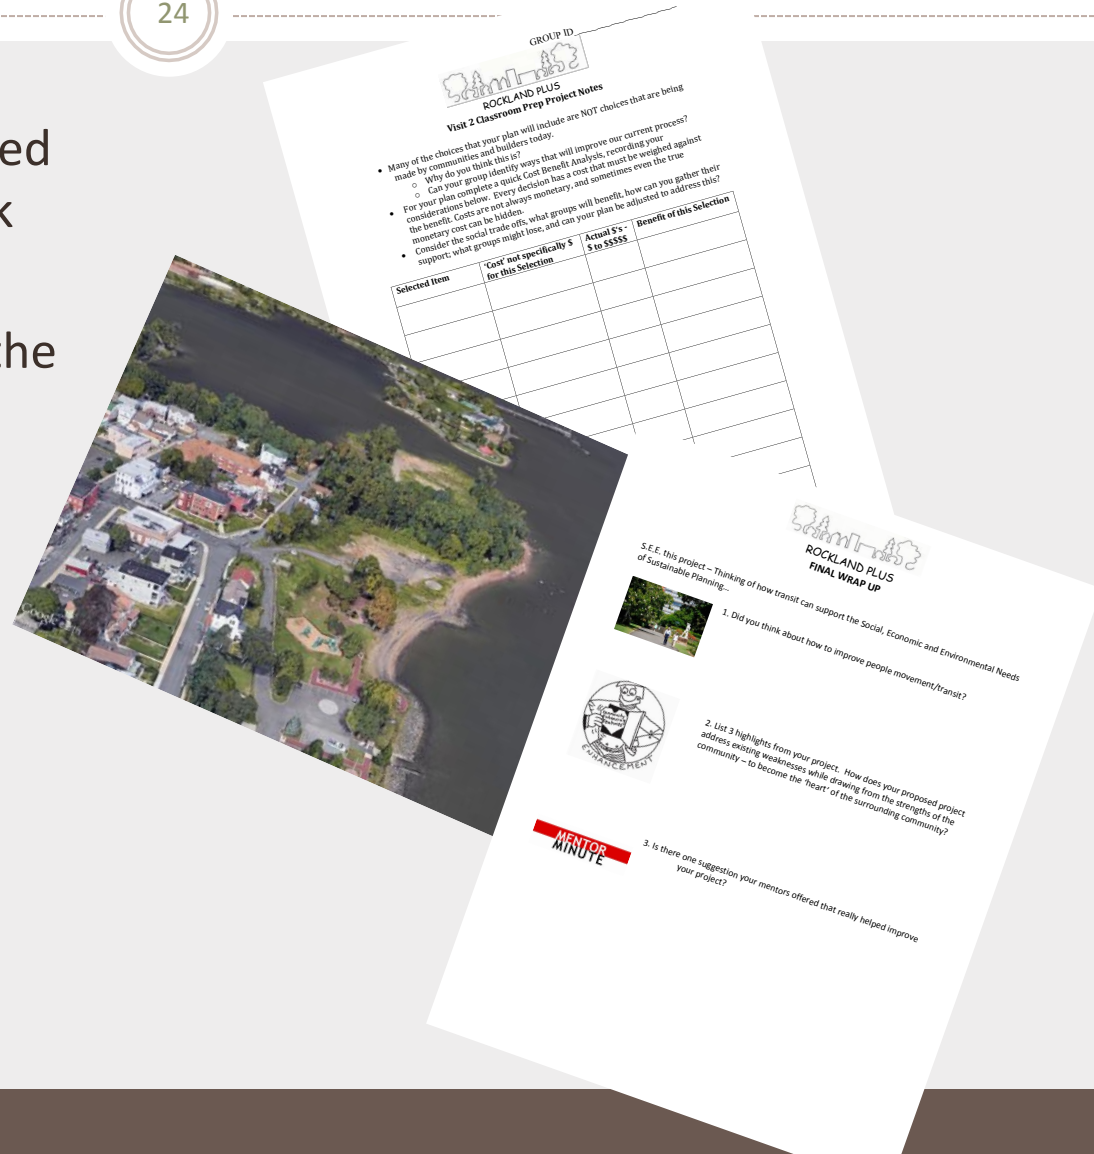 24
ed
k
the
GROUP ID
ROCKLAND PLUS
Visit 2 Classroom Prep Project Notes
• Many of the choices that your plan will include are NOT choices that are being
made by communities and builders today.
○ Why do you think this is?
○ Can your group identify ways that will improve our current process?
• For your plan complete a quick Cost Benefit Analysis, recording your
considerations below. Every decision has a cost that must be weighed against
the benefit. Costs are not always monetary, and sometimes even the true
monetary cost can be hidden.
• Consider the social trade offs, what groups will benefit, how can you gather their
support; what groups might lose, and can your plan be adjusted to address this?
Selected Item
'Cost' not specifically $
for this Selection
Actual $'s -
$ to $$$$$
Benefit of this Selection
ROCKLAND PLUS
FINAL WRAP UP
S.E.E. this project – Thinking of how transit can support the Social, Economic and Environmental Needs
of Sustainable Planning...
1. Did you think about how to improve people movement/transit?
ENHANCEMENT
2. List 3 highlights from your project. How does your proposed project
address existing weaknesses while drawing from the strengths of the
community – to become the 'heart' of the surrounding community?
MENTOR
MINUTE
3. Is there one suggestion your mentors offered that really helped improve
your project?